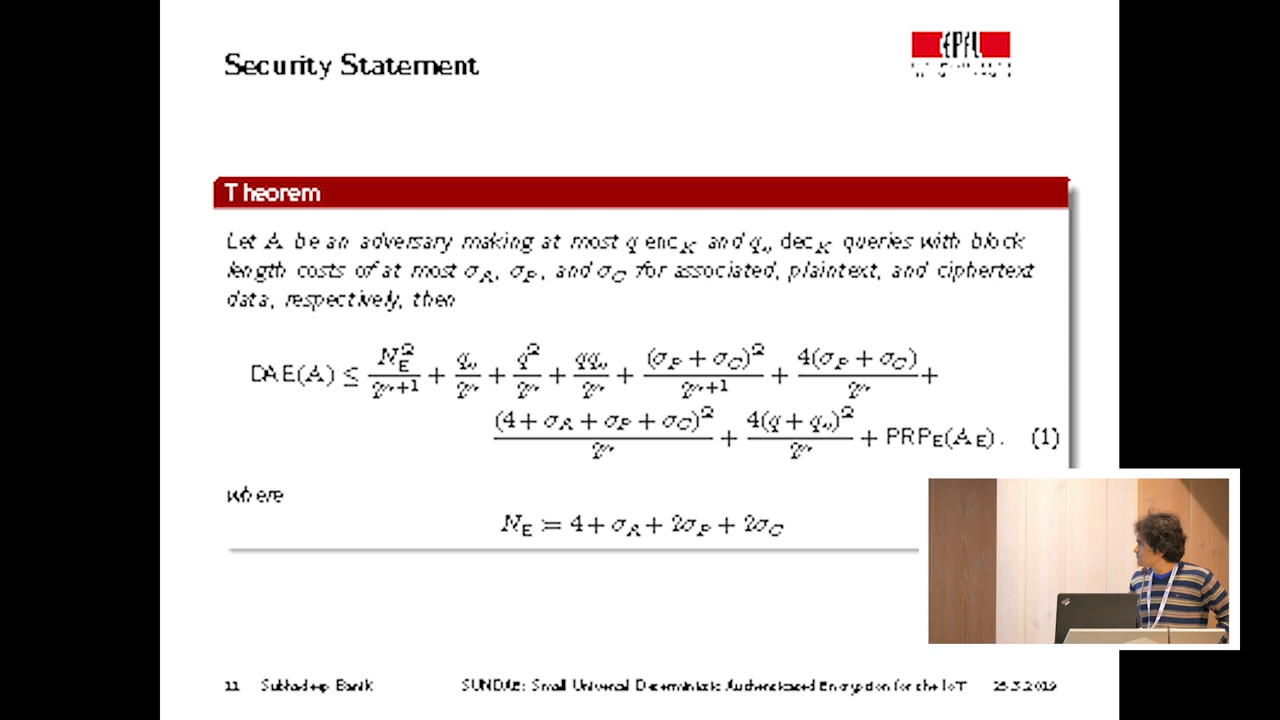 Security Statement
EPFL
Theorem
Let A be an adversary making at most q enc_K and q_v dec_K queries with block
length costs of at most σ_A, σ_P, and σ_C for associated, plaintext, and ciphertext
data, respectively, then
DAE(A) ≤ N_E^2/2^{n+1} + q_v/2^n + q^2/2^n + qq_v/2^n + (σ_P + σ_C)^2/2^{n+1} + 4(σ_P + σ_C)/2^n +
(4 + σ_A + σ_P + σ_C)^2/2^n + 4(q + q_v)^2/2^n + PRP_E(A_E). (1)
where
N_E := 4 + σ_A + 2σ_P + 2σ_C
11 Subhadeep Banik SUNDAE: Small Universal Deterministic Authenticated Encryption for the IoT 25.3.2019